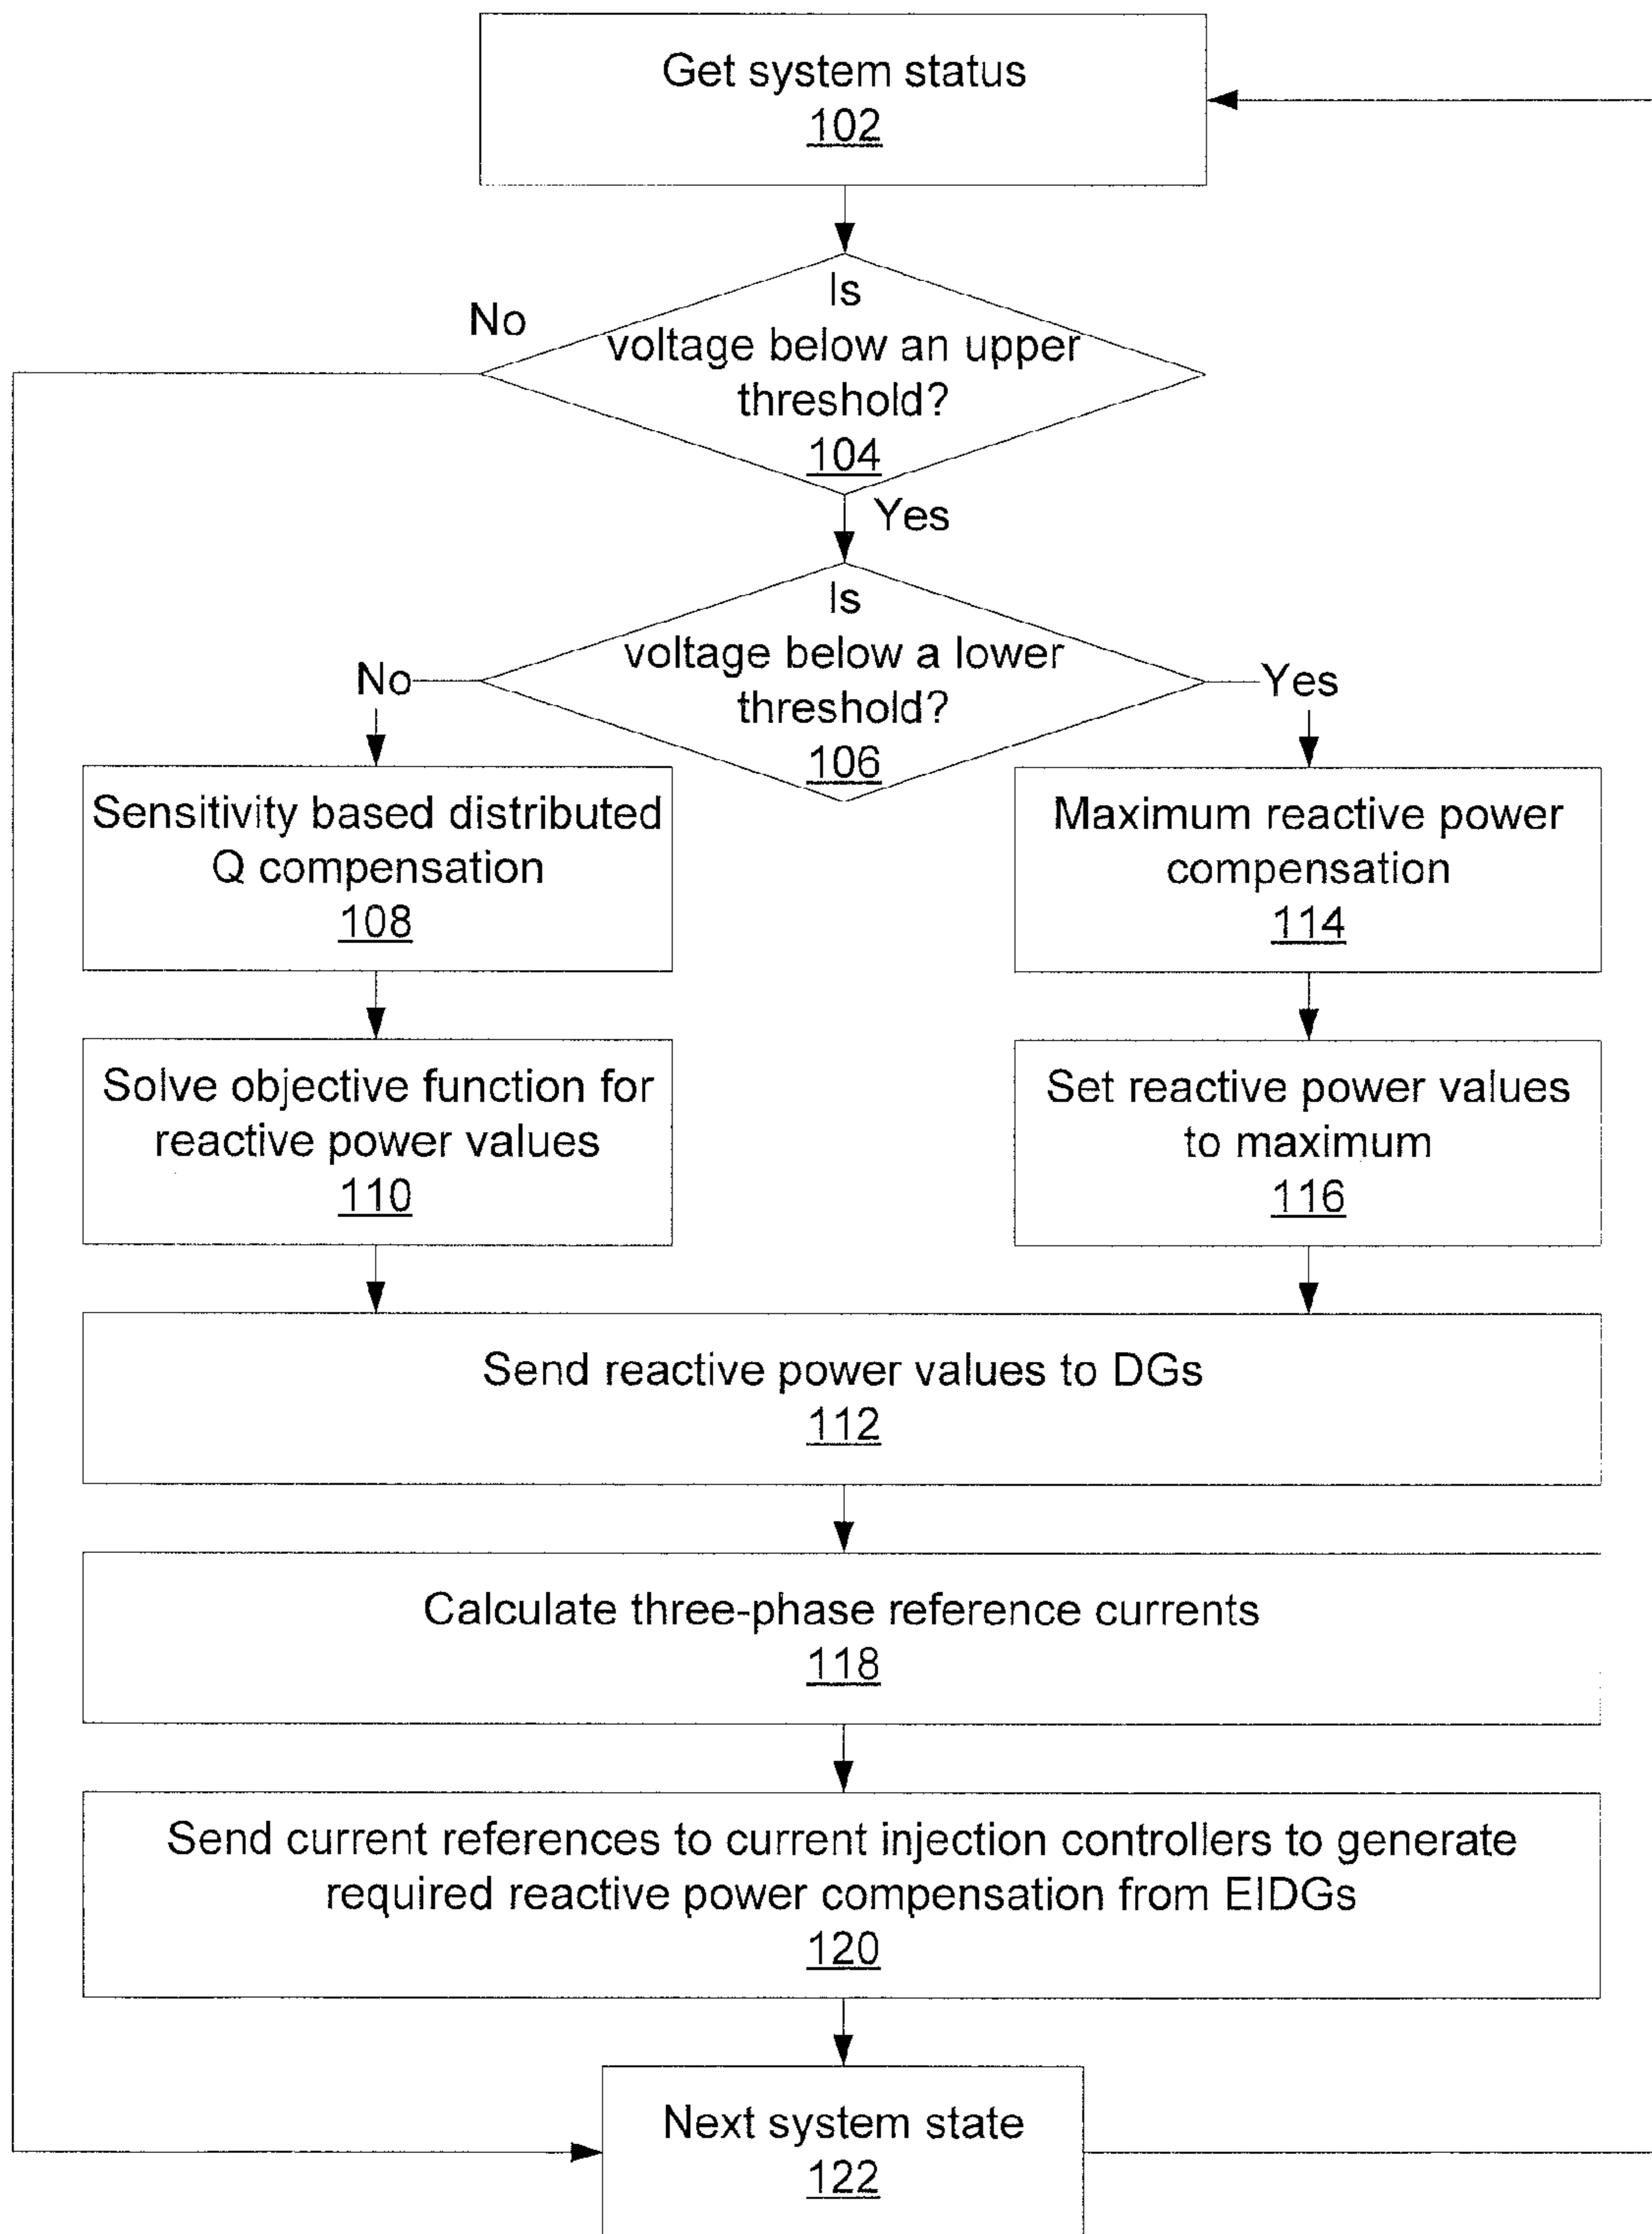 Get system status
102
Is
voltage below an upper
threshold?
104
No
Yes
Is
voltage below a lower
threshold?
106
No
Yes
Sensitivity based distributed
Q compensation
108
Maximum reactive power
compensation
114
Solve objective function for
reactive power values
110
Set reactive power values
to maximum
116
Send reactive power values to DGs
112
Calculate three-phase reference currents
118
Send current references to current injection controllers to generate
required reactive power compensation from EIDGs
120
Next system state
122